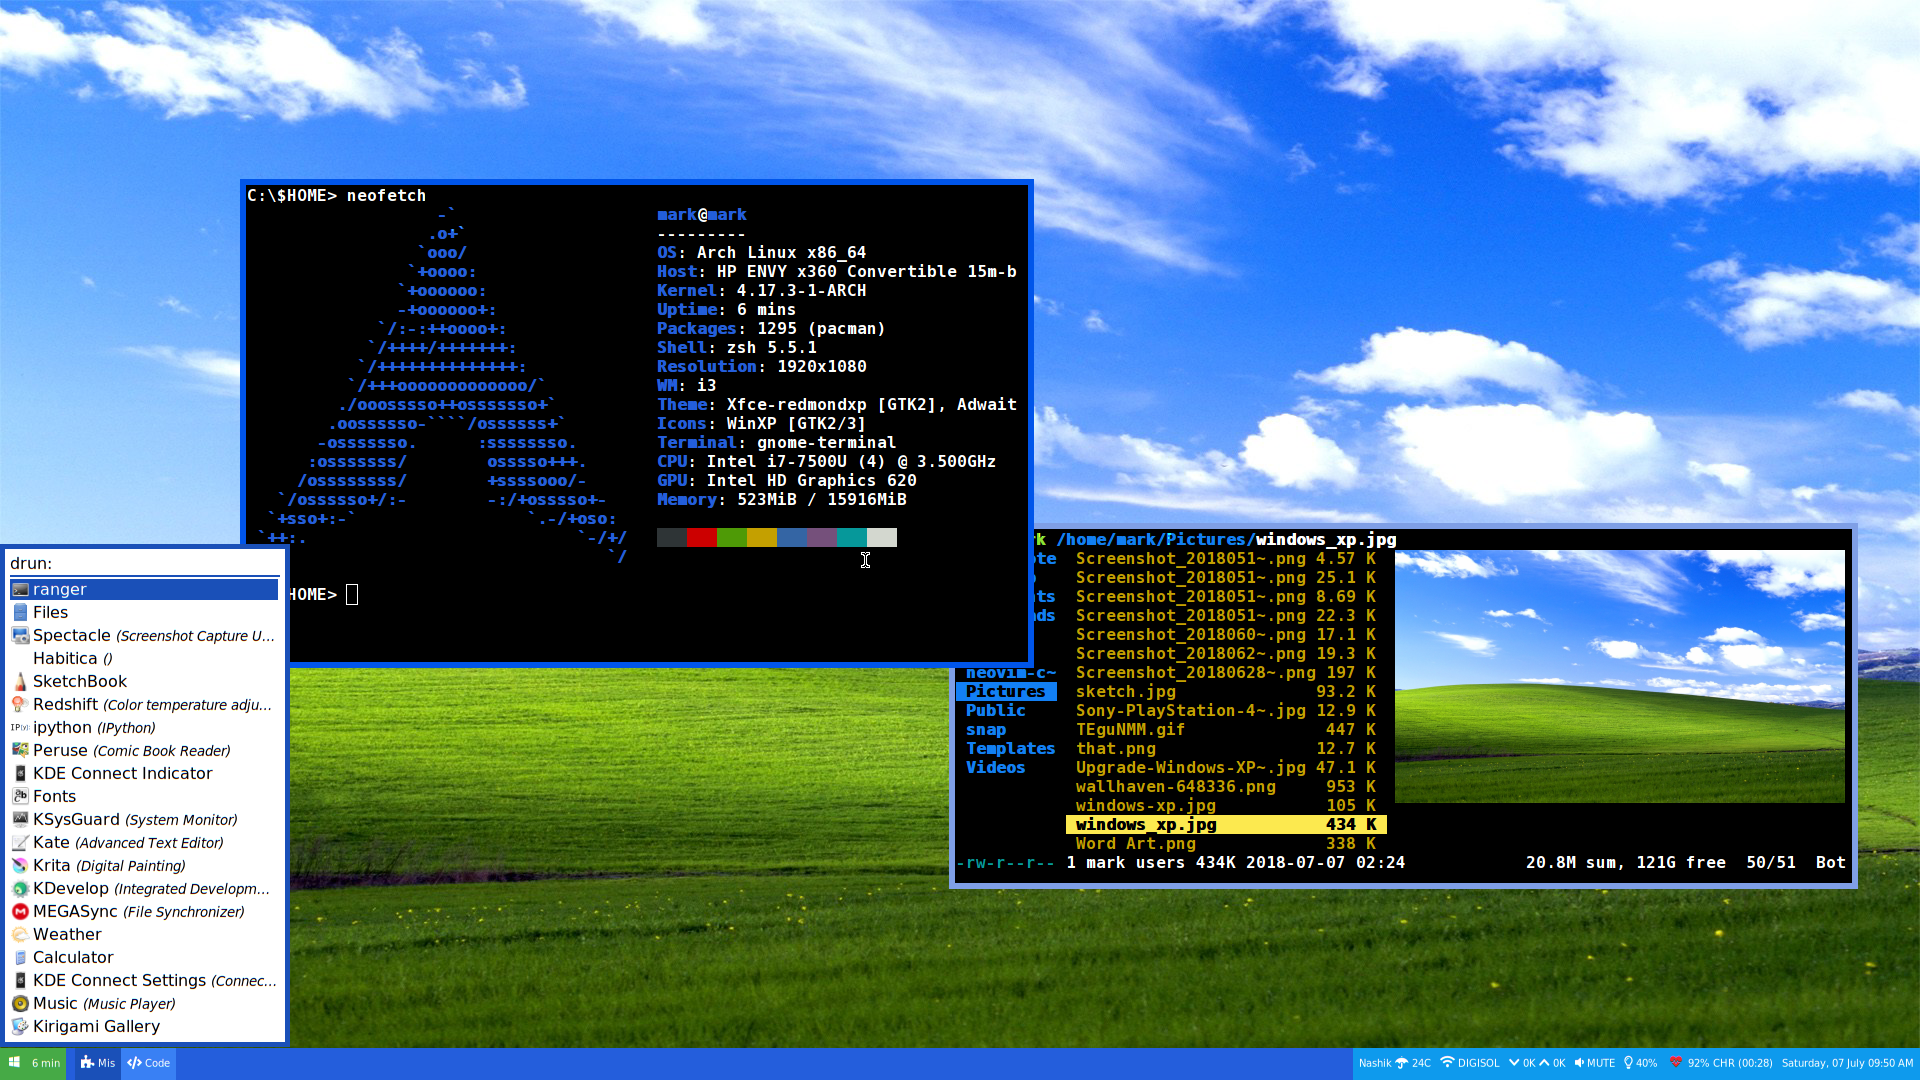 C:\$HOME> neofetch
mark@mark
---------
OS: Arch Linux x86_64
Host: HP ENVY x360 Convertible 15m-b
Kernel: 4.17.3-1-ARCH
Uptime: 6 mins
Packages: 1295 (pacman)
Shell: zsh 5.5.1
Resolution: 1920x1080
WM: i3
Theme: Xfce-redmondxp [GTK2], Adwait
Icons: WinXP [GTK2/3]
Terminal: gnome-terminal
CPU: Intel i7-7500U (4) @ 3.500GHz
GPU: Intel HD Graphics 620
Memory: 523MiB / 15916MiB
HOME>
drun:
ranger
Files
Spectacle (Screenshot Capture U...
Habitica ()
SketchBook
Redshift (Color temperature adju...
ipython (IPython)
Peruse (Comic Book Reader)
KDE Connect Indicator
Fonts
KSysGuard (System Monitor)
Kate (Advanced Text Editor)
Krita (Digital Painting)
KDevelop (Integrated Developm...
MEGASync (File Synchronizer)
Weather
Calculator
KDE Connect Settings (Connec...
Music (Music Player)
Kirigami Gallery
rk /home/mark/Pictures/windows_xp.jpg
ote Screenshot_2018051~.png 4.57 K
Screenshot_2018051~.png 25.1 K
ts Screenshot_2018051~.png 8.69 K
ds Screenshot_2018051~.png 22.3 K
Screenshot_2018060~.png 17.1 K
Screenshot_2018062~.png 19.3 K
neovim-c~ Screenshot_20180628~.png 197 K
Pictures sketch.jpg 93.2 K
Public Sony-PlayStation-4~.jpg 12.9 K
snap TEguNMM.gif 447 K
Templates that.png 12.7 K
Videos Upgrade-Windows-XP~.jpg 47.1 K
wallhaven-648336.png 953 K
windows-xp.jpg 105 K
windows_xp.jpg 434 K
Word Art.png 338 K
-rw-r--r-- 1 mark users 434K 2018-07-07 02:24 20.8M sum, 121G free 50/51 Bot
6 min Mis Code Nashik 24C DIGISOL 0K 0K MUTE 40% 92% CHR (00:28) Saturday, 07 July 09:50 AM